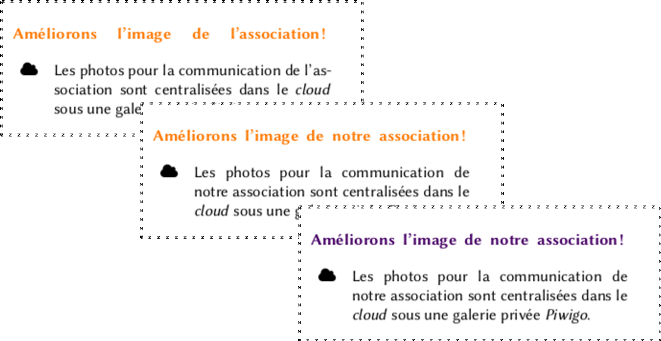 Améliorons l'image de l'association!
Les photos pour la communication de l'as-
sociation sont centralisées dans le cloud
sous une
Améliorons l'image de notre association!
Les photos pour la communication de
notre association sont centralisées dans le
cloud sous une
Améliorons l'image de notre association!
Les photos pour la communication de
notre association sont centralisées dans le
cloud sous une galerie privée Piwigo.